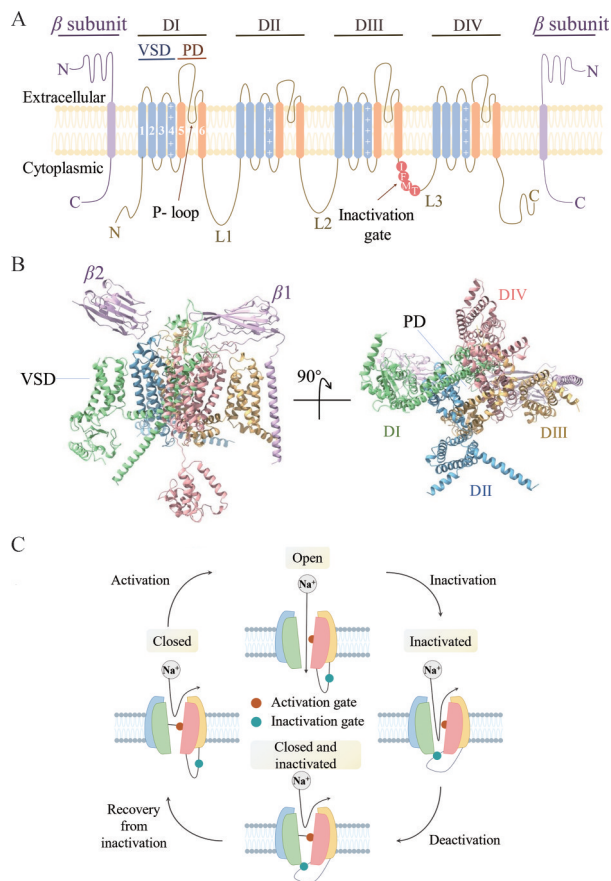 A
β subunit DI DII DIII DIV β subunit
VSD PD
N N
Extracellular
1 2 3 4 5 6
+ + + +
Cytoplasmic
I
F
M
T
C P- loop Inactivation gate L3 C C
N L1 L2
B
β2 β1
DIV
PD
VSD
90°
DI DIII
DII
C
Open
Activation Na⁺ Inactivation
Closed Inactivated
Na⁺ Na⁺
Activation gate
Inactivation gate
Closed and
inactivated
Na⁺
Recovery
from
inactivation
Deactivation